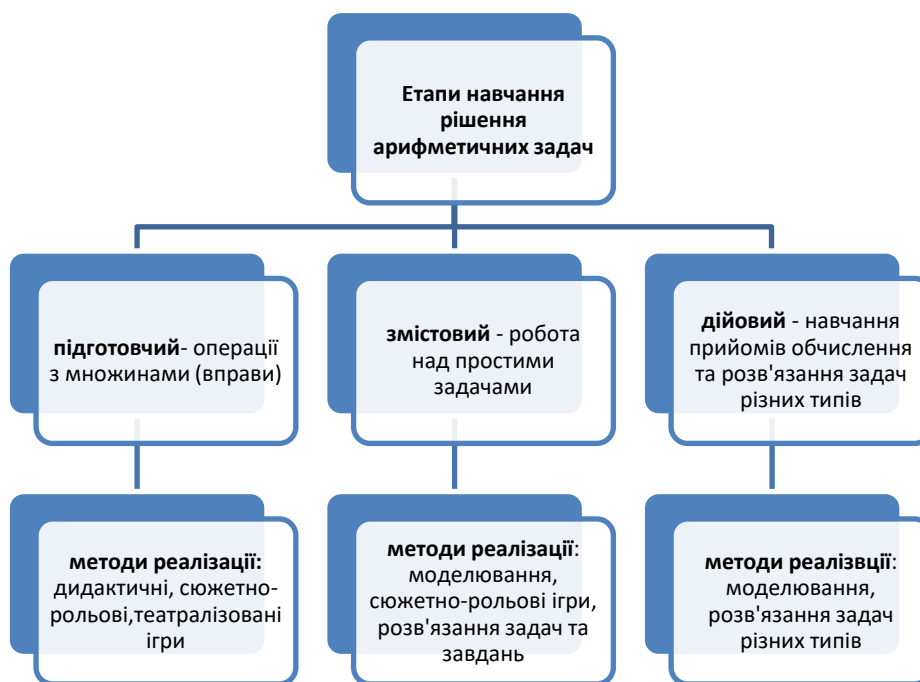 Етапи навчання
рішення
арифметичних задач
підготовчий- операції
з множинами (вправи)
змістовий - робота
над простими
задачами
дійовий - навчання
прийомів обчислення
та розв'язання задач
різних типів
методи реалізації:
дидактичні, сюжетно-
рольові,театралізовані
ігри
методи реалізації:
моделювання,
сюжетно-рольові ігри,
розв'язання задач та
завдань
методи реалізвції:
моделювання,
розв'язання задач
різних типів